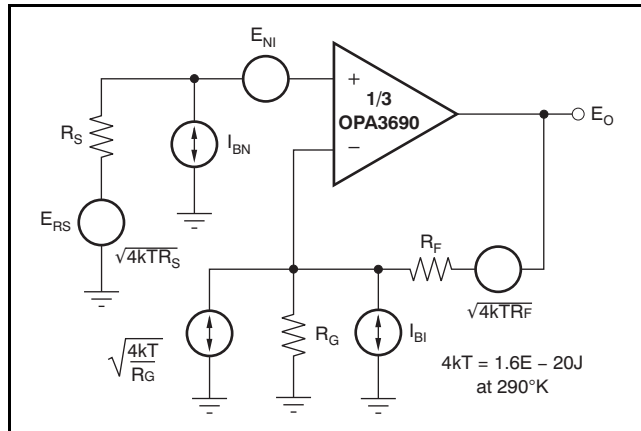 E_NI
+
1/3
OPA3690
−
E_O
R_S
I_BN
E_RS
√4kTR_S
R_F
√4kTR_F
√4kT/R_G
R_G
I_BI
4kT = 1.6E − 20J
at 290°K